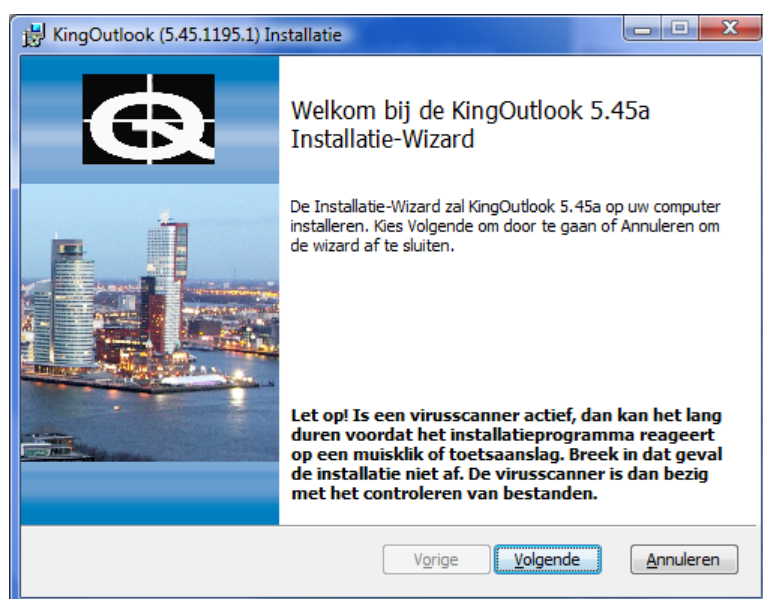 KingOutlook (5.45.1195.1) Installatie
Welkom bij de KingOutlook 5.45a
Installatie-Wizard
De Installatie-Wizard zal KingOutlook 5.45a op uw computer
installeren. Kies Volgende om door te gaan of Annuleren om
de wizard af te sluiten.
Let op! Is een virusscanner actief, dan kan het lang
duren voordat het installatieprogramma reageert
op een muisklik of toetsaanslag. Breek in dat geval
de installatie niet af. De virusscanner is dan bezig
met het controleren van bestanden.
Vorige Volgende Annuleren